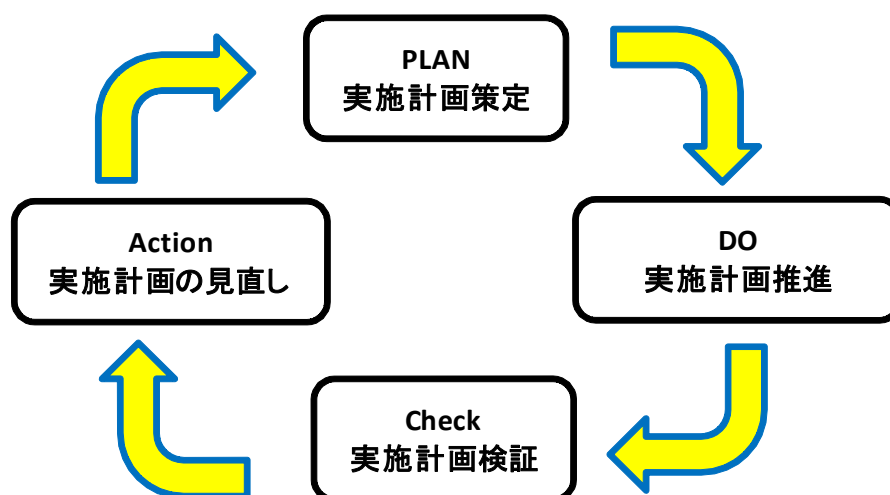 PLAN
実施計画策定
Action
実施計画の見直し
DO
実施計画推進
Check
実施計画検証